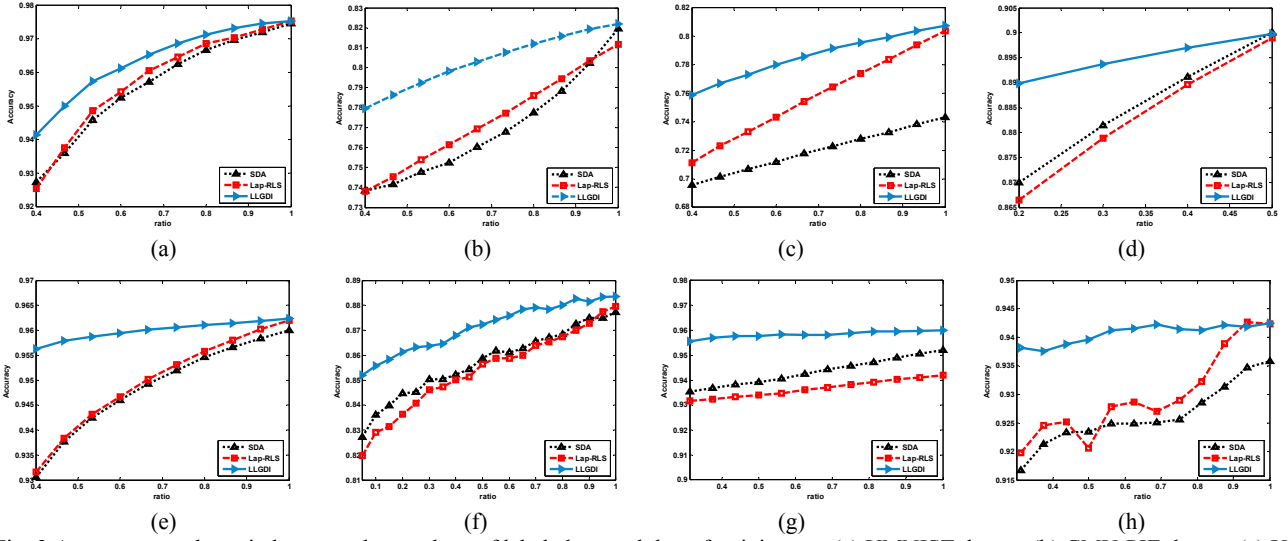 0.98
0.97
0.96
0.95
0.94
0.93
0.92
Accuracy
0.4 0.5 0.6 0.7 0.8 0.9 1
ratio
SDA
Lap-RLS
LLGDI
(a)
0.83
0.82
0.81
0.8
0.79
0.78
0.77
0.76
0.75
0.74
0.73
Accuracy
0.4 0.5 0.6 0.7 0.8 0.9 1
ratio
SDA
Lap-RLS
LLGDI
(b)
0.82
0.8
0.78
0.76
0.74
0.72
0.7
0.68
Accuracy
0.4 0.5 0.6 0.7 0.8 0.9 1
ratio
SDA
Lap-RLS
LLGDI
(c)
0.905
0.9
0.895
0.89
0.885
0.88
0.875
0.87
0.865
Accuracy
0.2 0.25 0.3 0.35 0.4 0.45 0.5
ratio
SDA
Lap-RLS
LLGDI
(d)
0.97
0.965
0.96
0.955
0.95
0.945
0.94
0.935
0.93
Accuracy
0.4 0.5 0.6 0.7 0.8 0.9 1
ratio
SDA
Lap-RLS
LLGDI
(e)
0.89
0.88
0.87
0.86
0.85
0.84
0.83
0.82
0.81
Accuracy
0.1 0.2 0.3 0.4 0.5 0.6 0.7 0.8 0.9 1
ratio
SDA
Lap-RLS
LLGDI
(f)
0.98
0.97
0.96
0.95
0.94
0.93
0.92
0.91
0.9
Accuracy
0.4 0.5 0.6 0.7 0.8 0.9 1
ratio
SDA
Lap-RLS
LLGDI
(g)
0.95
0.945
0.94
0.935
0.93
0.925
0.92
0.915
Accuracy
0.4 0.5 0.6 0.7 0.8 0.9 1
ratio
SDA
Lap-RLS
LLGDI
(h)